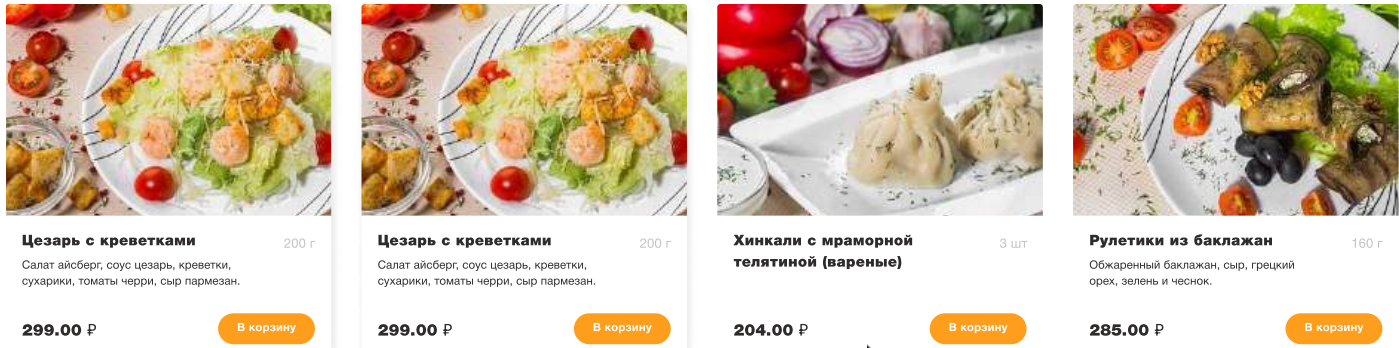 Цезарь с креветками
200 г
Салат айсберг, соус цезарь, креветки,
сухарики, томаты черри, сыр пармезан.
299.00 ₽
В корзину
Цезарь с креветками
200 г
Салат айсберг, соус цезарь, креветки,
сухарики, томаты черри, сыр пармезан.
299.00 ₽
В корзину
Хинкали с мраморной
телятиной (вареные)
3 шт
204.00 ₽
В корзину
Рулетики из баклажан
160 г
Обжаренный баклажан, сыр, грецкий
орех, зелень и чеснок.
285.00 ₽
В корзину